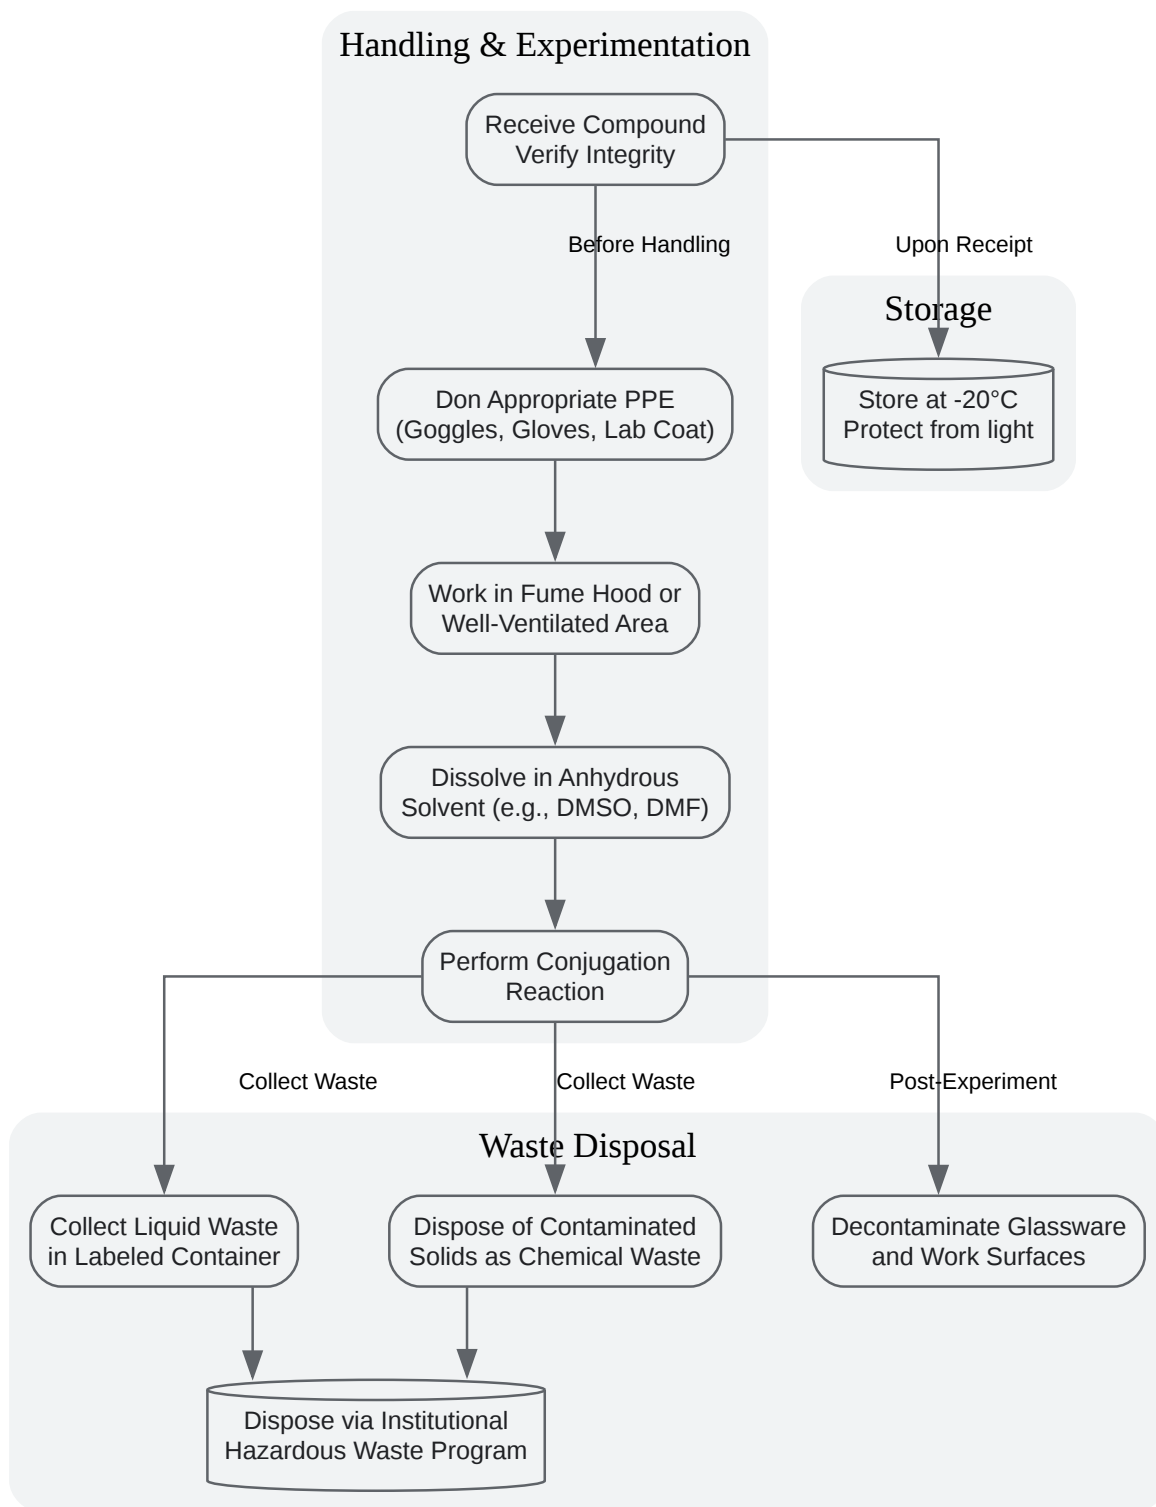 Handling & Experimentation
Receive Compound
Verify Integrity
Before Handling
Upon Receipt
Storage
Don Appropriate PPE
(Goggles, Gloves, Lab Coat)
Store at -20°C
Protect from light
Work in Fume Hood or
Well-Ventilated Area
Dissolve in Anhydrous
Solvent (e.g., DMSO, DMF)
Perform Conjugation
Reaction
Collect Waste
Collect Waste
Post-Experiment
Waste Disposal
Collect Liquid Waste
in Labeled Container
Dispose of Contaminated
Solids as Chemical Waste
Decontaminate Glassware
and Work Surfaces
Dispose via Institutional
Hazardous Waste Program